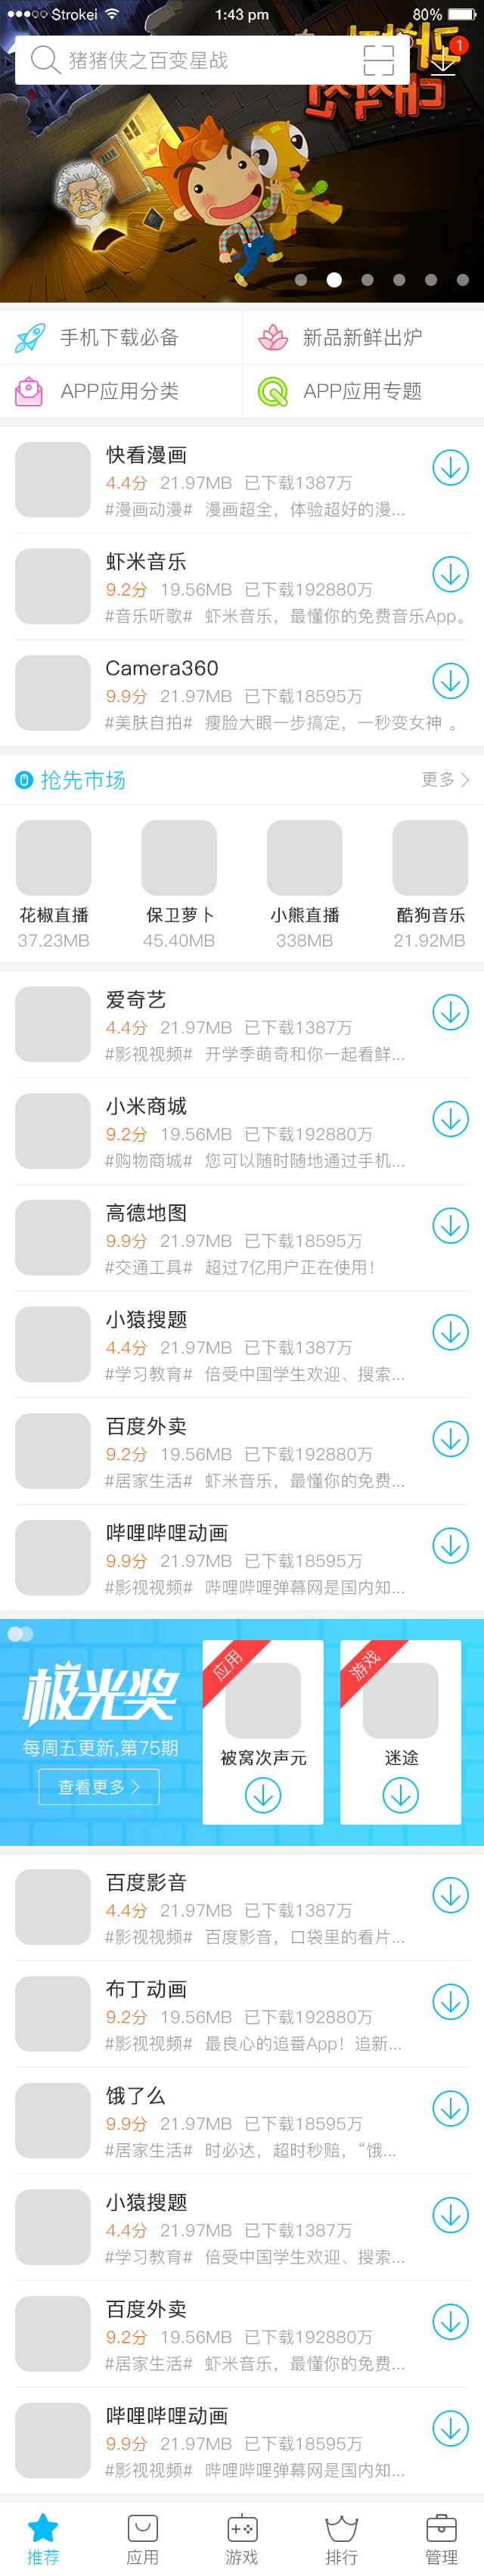 Strokei 1:43 pm 80%
猪猪侠之百变星战
1
手机下载必备
新品新鲜出炉
APP应用分类
APP应用专题
快看漫画
4.4分 21.97MB 已下载1387万
#漫画动漫# 漫画超全，体验超好的漫...
虾米音乐
9.2分 19.56MB 已下载192880万
#音乐听歌# 虾米音乐，最懂你的免费音乐App。
Camera360
9.9分 21.97MB 已下载18595万
#美肤自拍# 瘦脸大眼一步搞定，一秒变女神 。
抢先市场
更多
花椒直播 保卫萝卜 小熊直播 酷狗音乐
37.23MB 45.40MB 338MB 21.92MB
爱奇艺
4.4分 21.97MB 已下载1387万
#影视视频# 开学季萌奇和你一起看鲜...
小米商城
9.2分 19.56MB 已下载192880万
#购物商城# 您可以随时随地通过手机...
高德地图
9.9分 21.97MB 已下载18595万
#交通工具# 超过7亿用户正在使用！
小猿搜题
4.4分 21.97MB 已下载1387万
#学习教育# 倍受中国学生欢迎、搜索...
百度外卖
9.2分 19.56MB 已下载192880万
#居家生活# 虾米音乐，最懂你的免费...
哔哩哔哩动画
9.9分 21.97MB 已下载18595万
#影视视频# 哔哩哔哩弹幕网是国内知...
极光奖
每周五更新,第75期
查看更多
应用
被窝次声元
游戏
迷途
百度影音
4.4分 21.97MB 已下载1387万
#影视视频# 百度影音，口袋里的看片...
布丁动画
9.2分 19.56MB 已下载192880万
#影视视频# 最良心的追番App！追新...
饿了么
9.9分 21.97MB 已下载18595万
#居家生活# 时必达，超时秒赔，“饿...
小猿搜题
4.4分 21.97MB 已下载1387万
#学习教育# 倍受中国学生欢迎、搜索...
百度外卖
9.2分 19.56MB 已下载192880万
#居家生活# 虾米音乐，最懂你的免费...
哔哩哔哩动画
9.9分 21.97MB 已下载18595万
#影视视频# 哔哩哔哩弹幕网是国内知...
推荐 应用 游戏 排行 管理